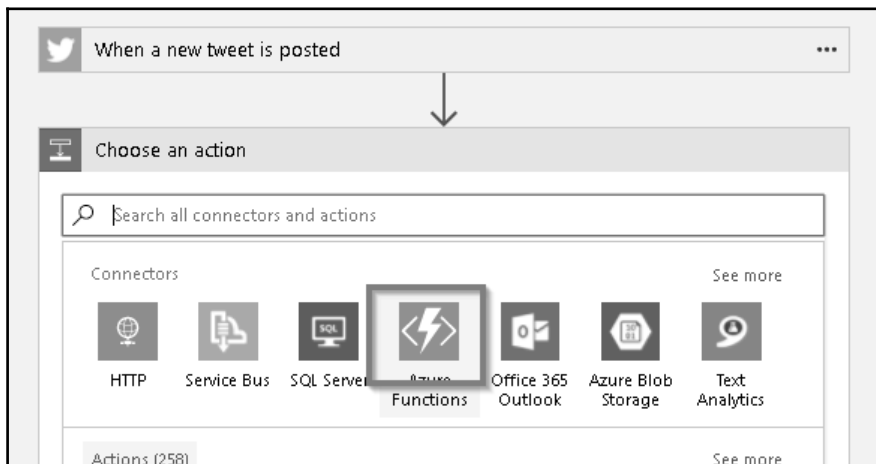 When a new tweet is posted
Choose an action
Search all connectors and actions
Connectors See more
SQL
HTTP Service Bus SQL Server Azure Functions Office 365 Outlook Azure Blob Storage Text Analytics
Actions (258) See more